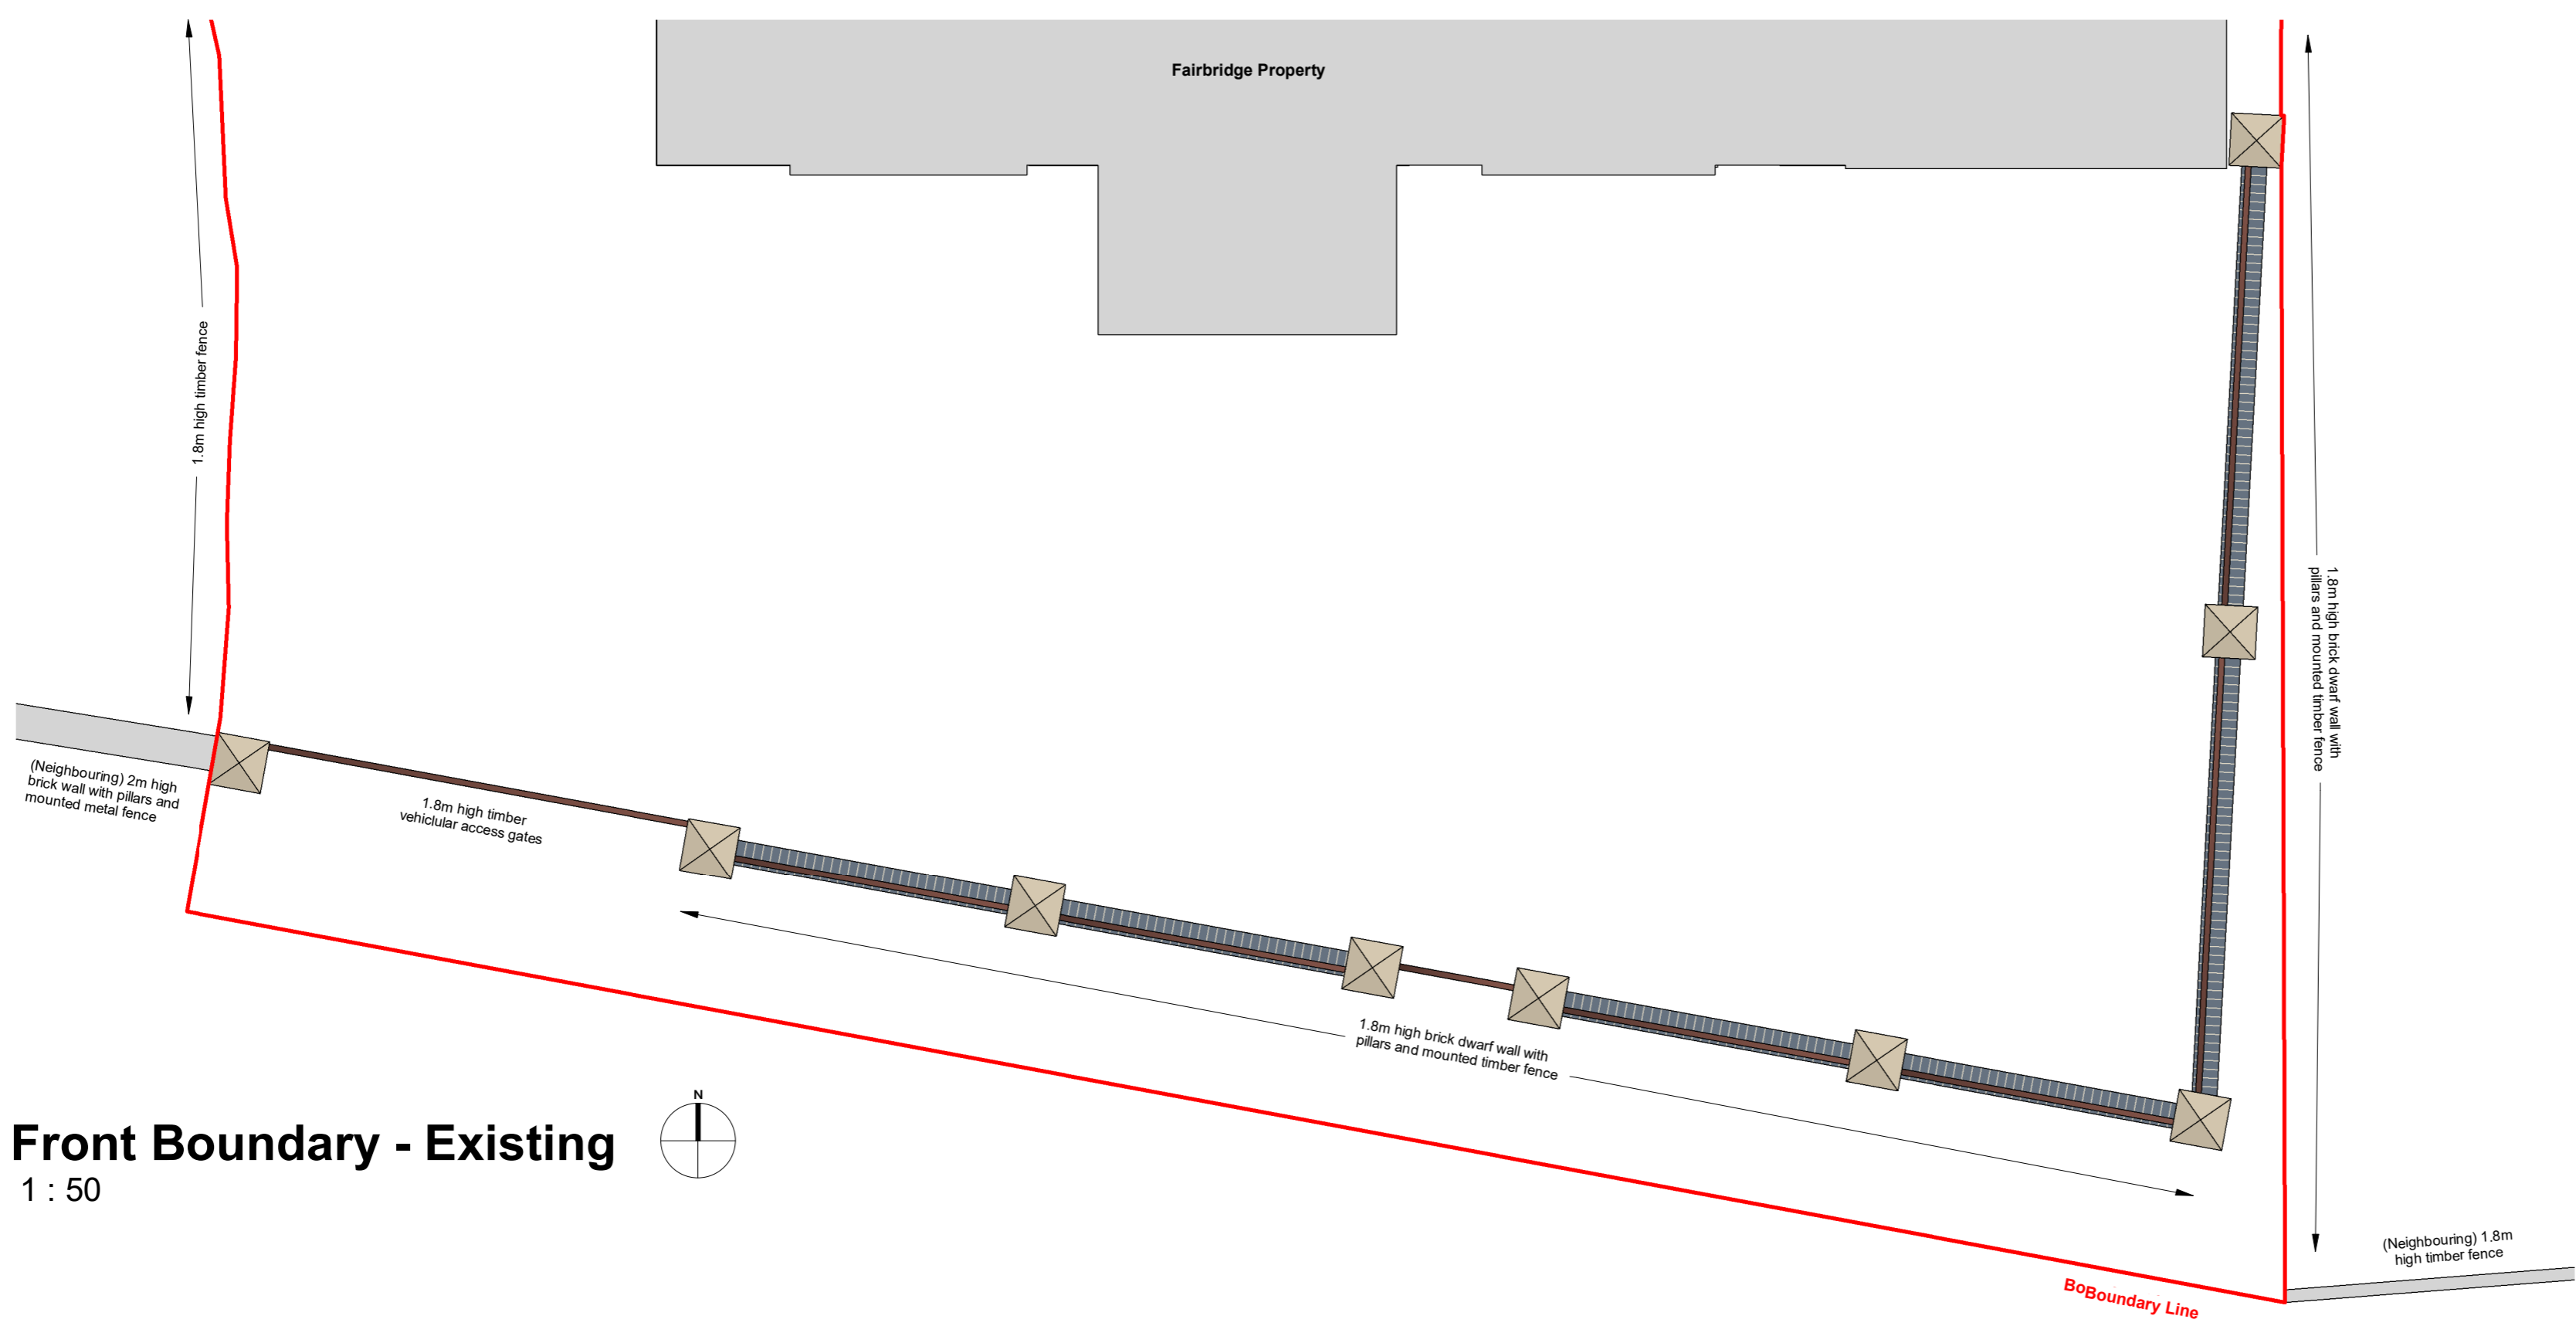 Fairbridge Property
1.8m high timber fence
1.8m high brick dwarf wall with
pillars and mounted timber fence
(Neighbouring) 2m high
brick wall with pillars and
mounted metal fence
1.8m high timber
vehiclular access gates
1.8m high brick dwarf wall with
pillars and mounted timber fence
N
Front Boundary - Existing
1 : 50
(Neighbouring) 1.8m
high timber fence
BoBoundary Line